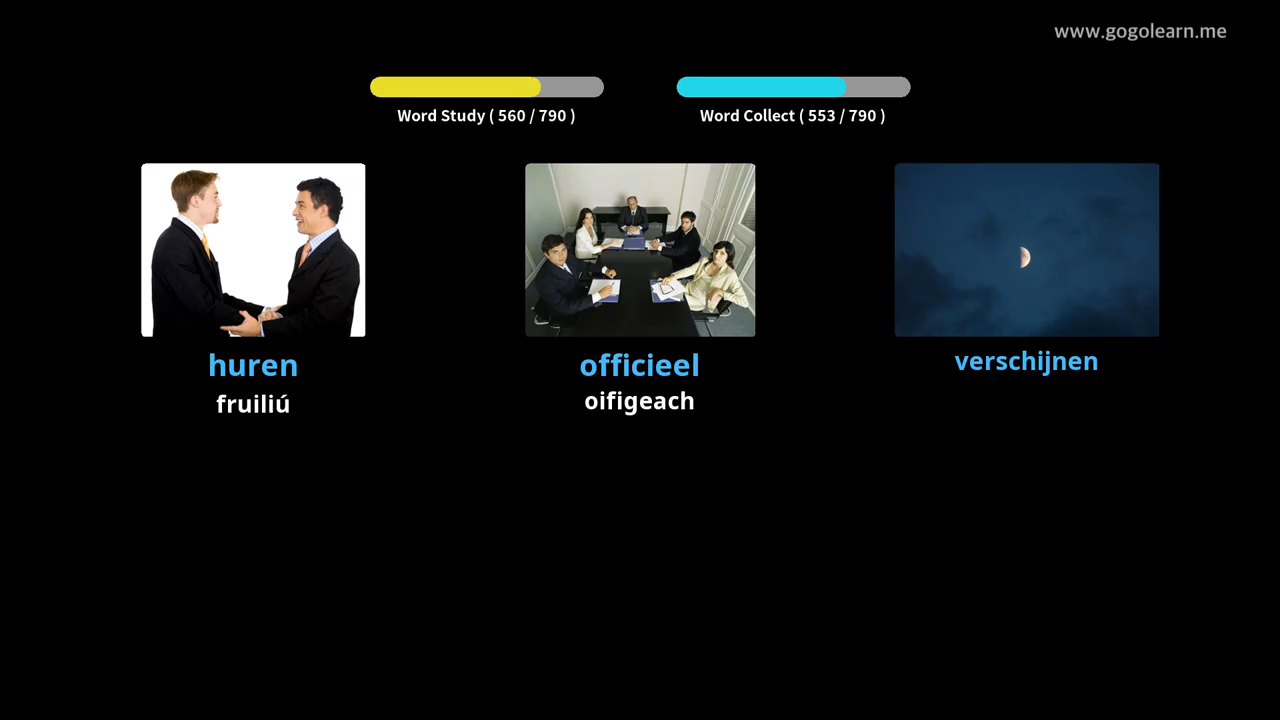 www.gogolearn.me
Word Study ( 560 / 790 )
Word Collect ( 553 / 790 )
huren
officieel
verschijnen
fruiliú
oifigeach